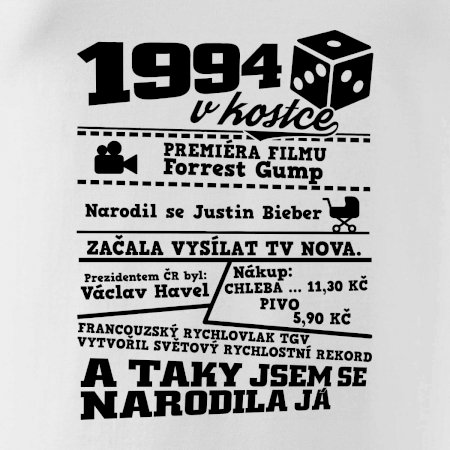 1994
v kostce
PREMIÉRA FILMU
Forrest Gump
Narodil se Justin Bieber
ZAČALA VYSÍLAT TV NOVA.
Prezidentem ČR byl:
Václav Havel
Nákup:
CHLEBA ... 11,30 KČ
PIVO
5,90 KČ
FRANCOUZSKÝ RYCHLOVLAK TGV
VYTVOŘIL SVĚTOVÝ RYCHLOSTNÍ REKORD
A TAKY JSEM SE
NARODILA JÁ